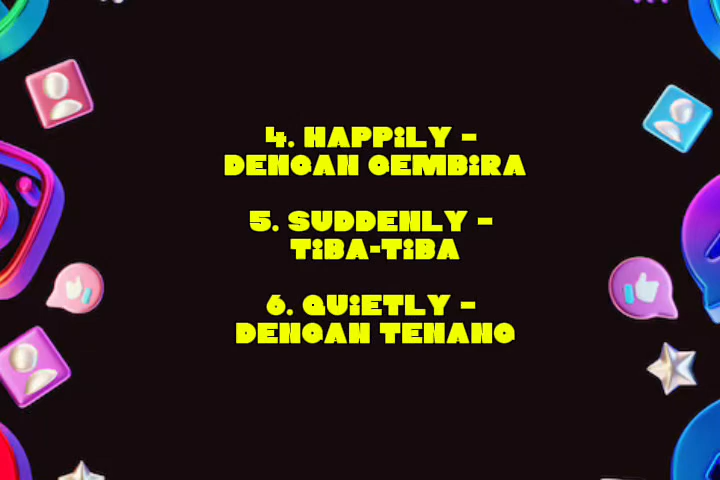 4. HAPPiLY -
DENGAN GEMBiRA
5. SUDDENLY -
TiBA-TiBA
6. QUiETLY -
DENGAN TENANG